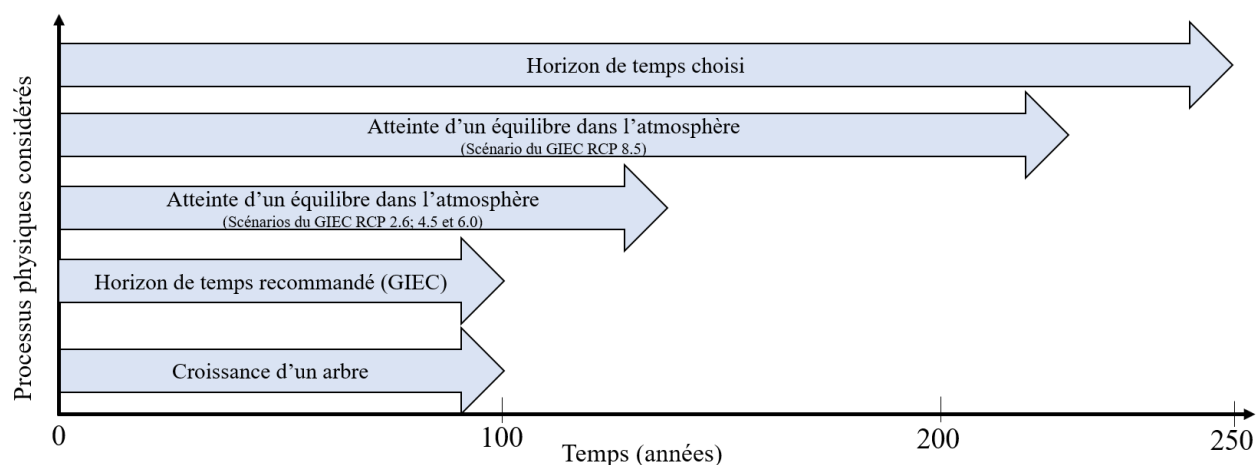 Processus physiques considérés
Horizon de temps choisi
Atteinte d’un équilibre dans l’atmosphère
(Scénario du GIEC RCP 8.5)
Atteinte d’un équilibre dans l’atmosphère
(Scénarios du GIEC RCP 2.6; 4.5 et 6.0)
Horizon de temps recommandé (GIEC)
Croissance d’un arbre
0
100
200
250
Temps (années)